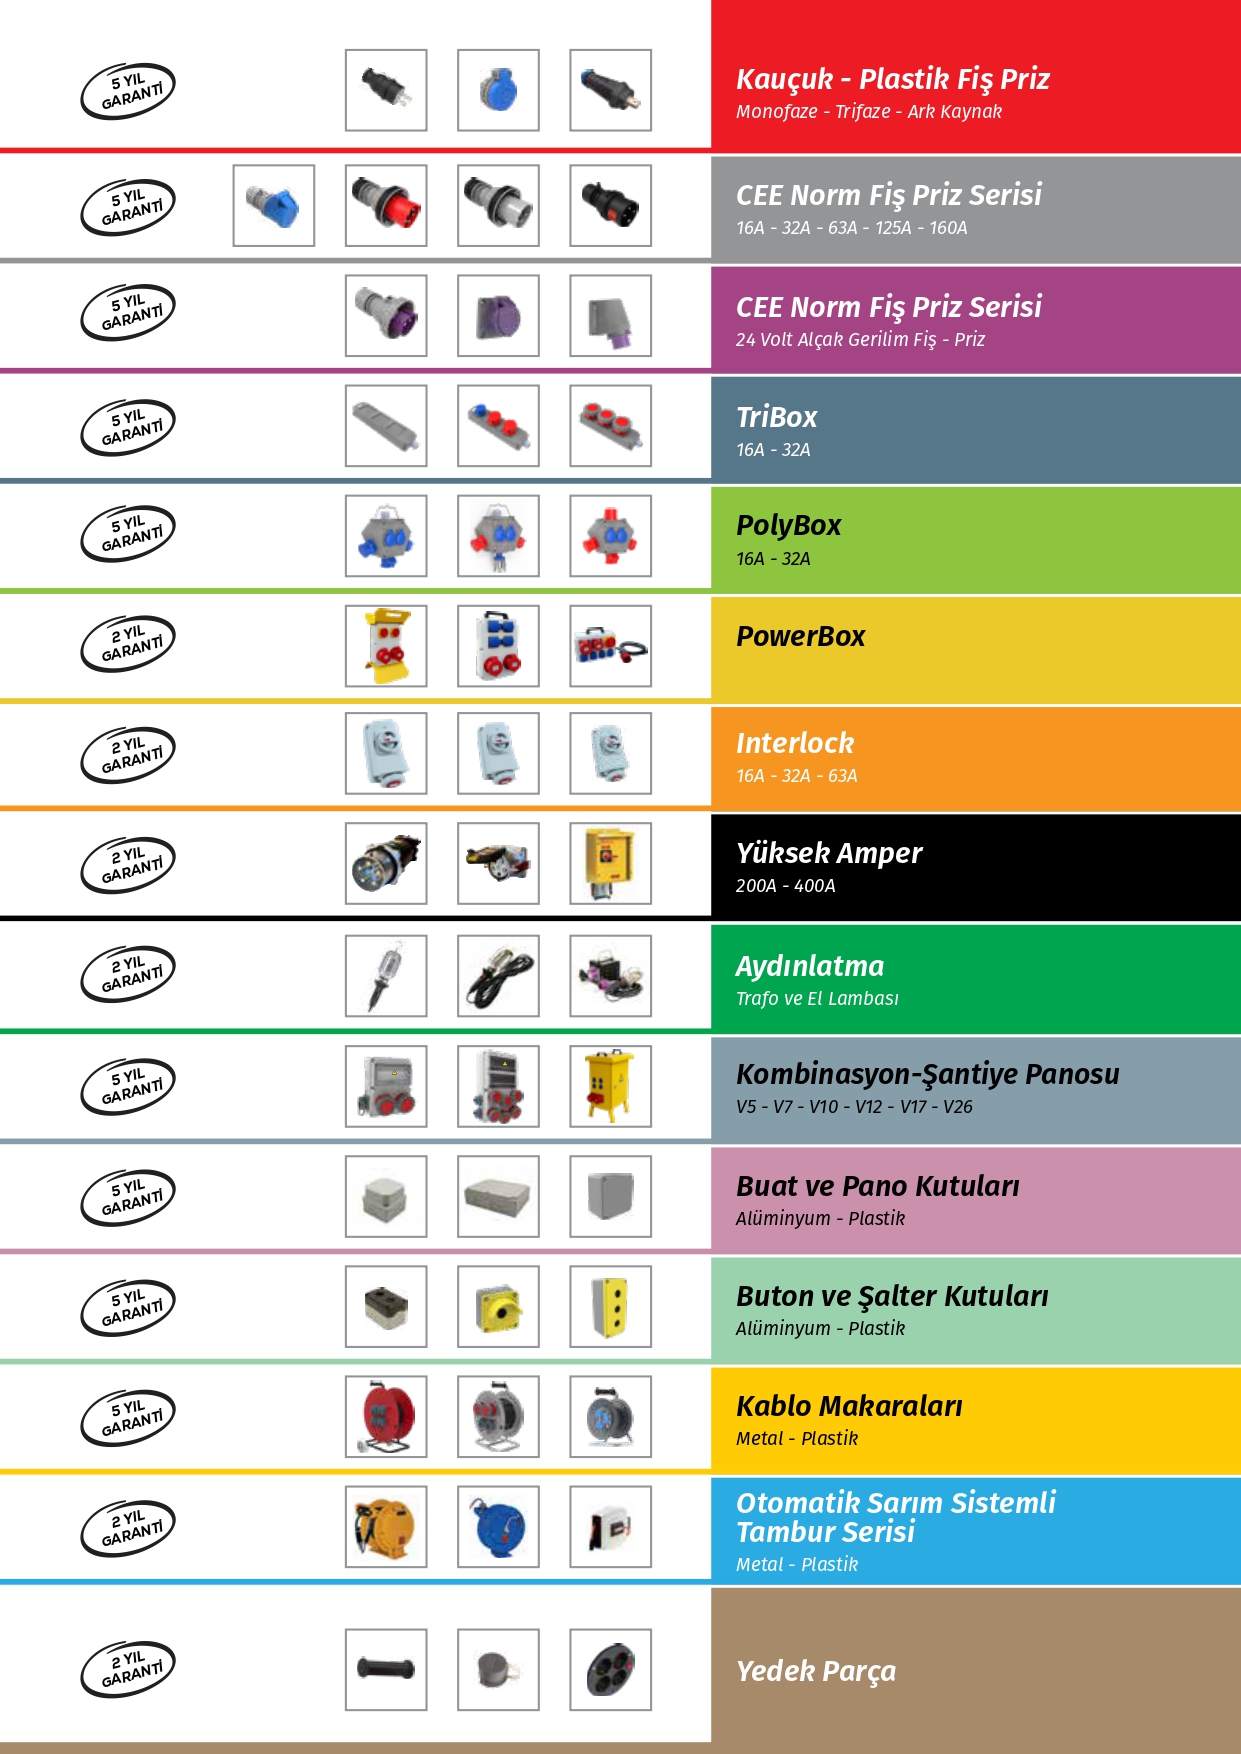 5 YIL
GARANTİ
Kauçuk - Plastik Fiş Priz
Monofaze - Trifaze - Ark Kaynak
5 YIL
GARANTİ
CEE Norm Fiş Priz Serisi
16A - 32A - 63A - 125A - 160A
5 YIL
GARANTİ
CEE Norm Fiş Priz Serisi
24 Volt Alçak Gerilim Fiş - Priz
5 YIL
GARANTİ
TriBox
16A - 32A
5 YIL
GARANTİ
PolyBox
16A - 32A
2 YIL
GARANTİ
PowerBox
2 YIL
GARANTİ
Interlock
16A - 32A - 63A
2 YIL
GARANTİ
Yüksek Amper
200A - 400A
2 YIL
GARANTİ
Aydınlatma
Trafo ve El Lambası
5 YIL
GARANTİ
Kombinasyon-Şantiye Panosu
V5 - V7 - V10 - V12 - V17 - V26
5 YIL
GARANTİ
Buat ve Pano Kutuları
Alüminyum - Plastik
5 YIL
GARANTİ
Buton ve Şalter Kutuları
Alüminyum - Plastik
5 YIL
GARANTİ
Kablo Makaraları
Metal - Plastik
2 YIL
GARANTİ
Otomatik Sarım Sistemli
Tambur Serisi
Metal - Plastik
2 YIL
GARANTİ
Yedek Parça